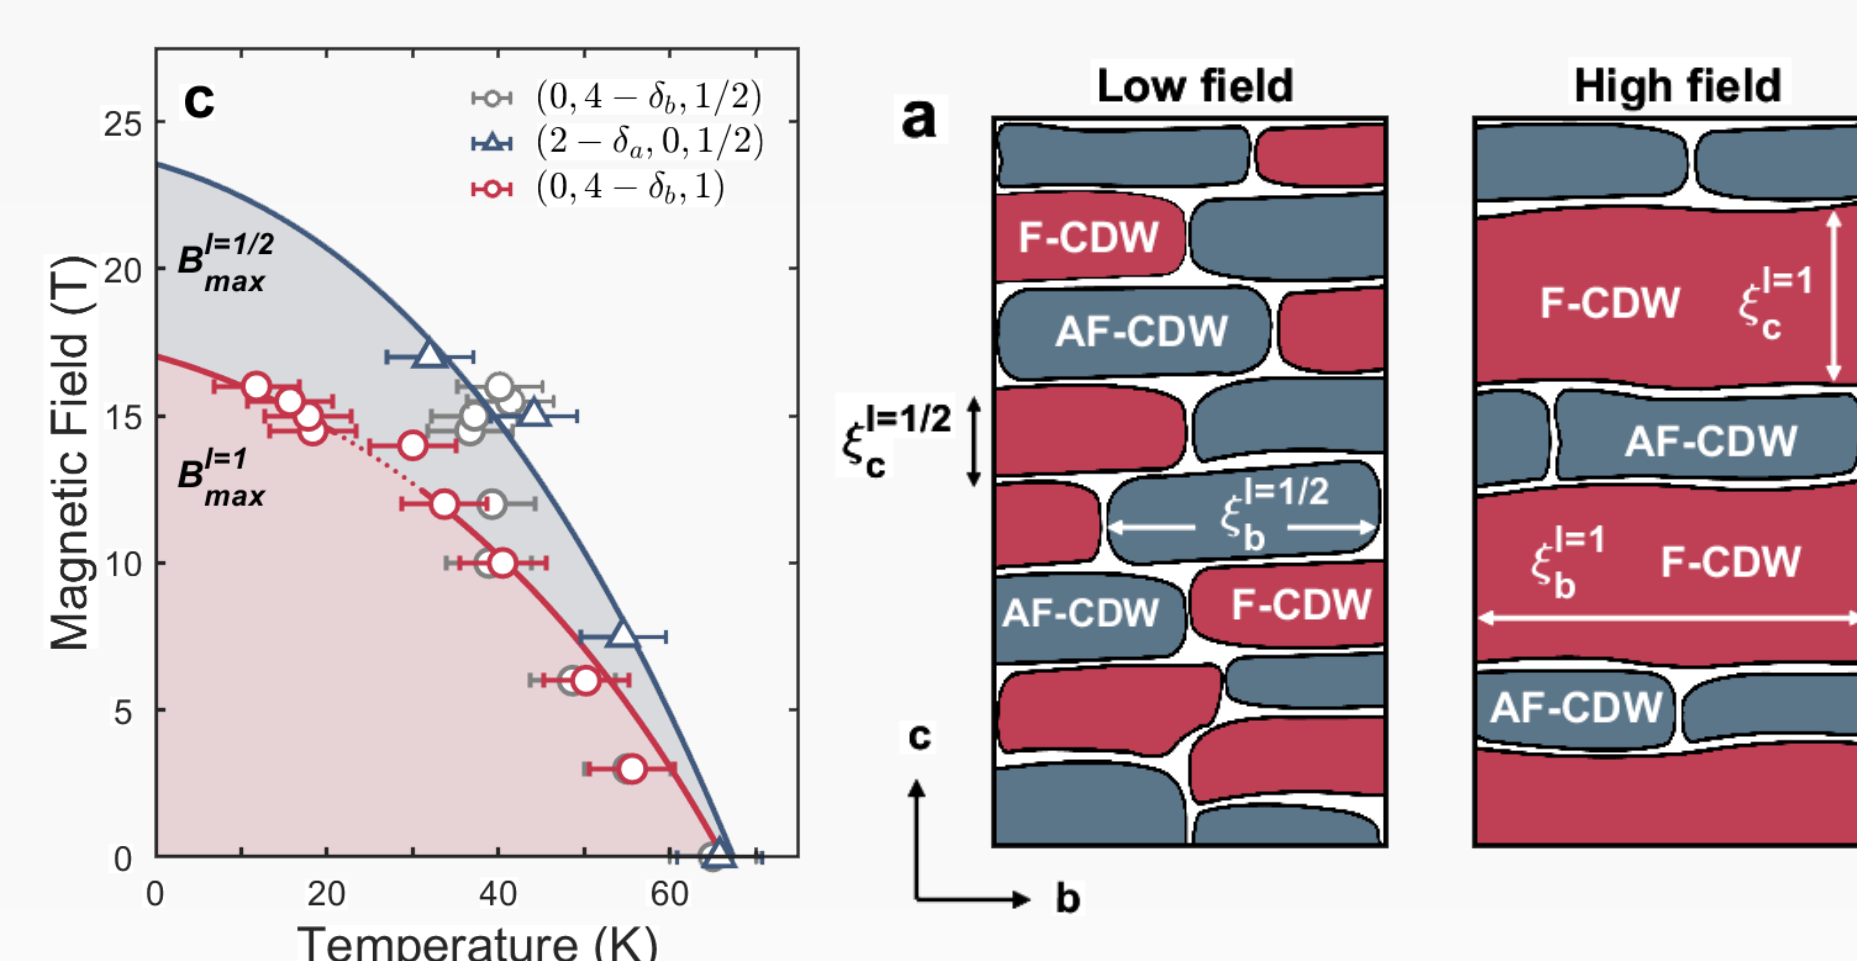 c
(0, 4 − δ_b, 1/2)
(2 − δ_a, 0, 1/2)
(0, 4 − δ_b, 1)
25
20
15
10
5
0
Magnetic Field (T)
B_max^{l=1/2}
B_max^{l=1}
0 20 40 60
Temperature (K)
a
Low field
F-CDW
AF-CDW
ξ_c^{l=1/2}
ξ_b^{l=1/2}
AF-CDW F-CDW
c
b
High field
F-CDW ξ_c^{l=1}
AF-CDW
ξ_b^{l=1} F-CDW
AF-CDW